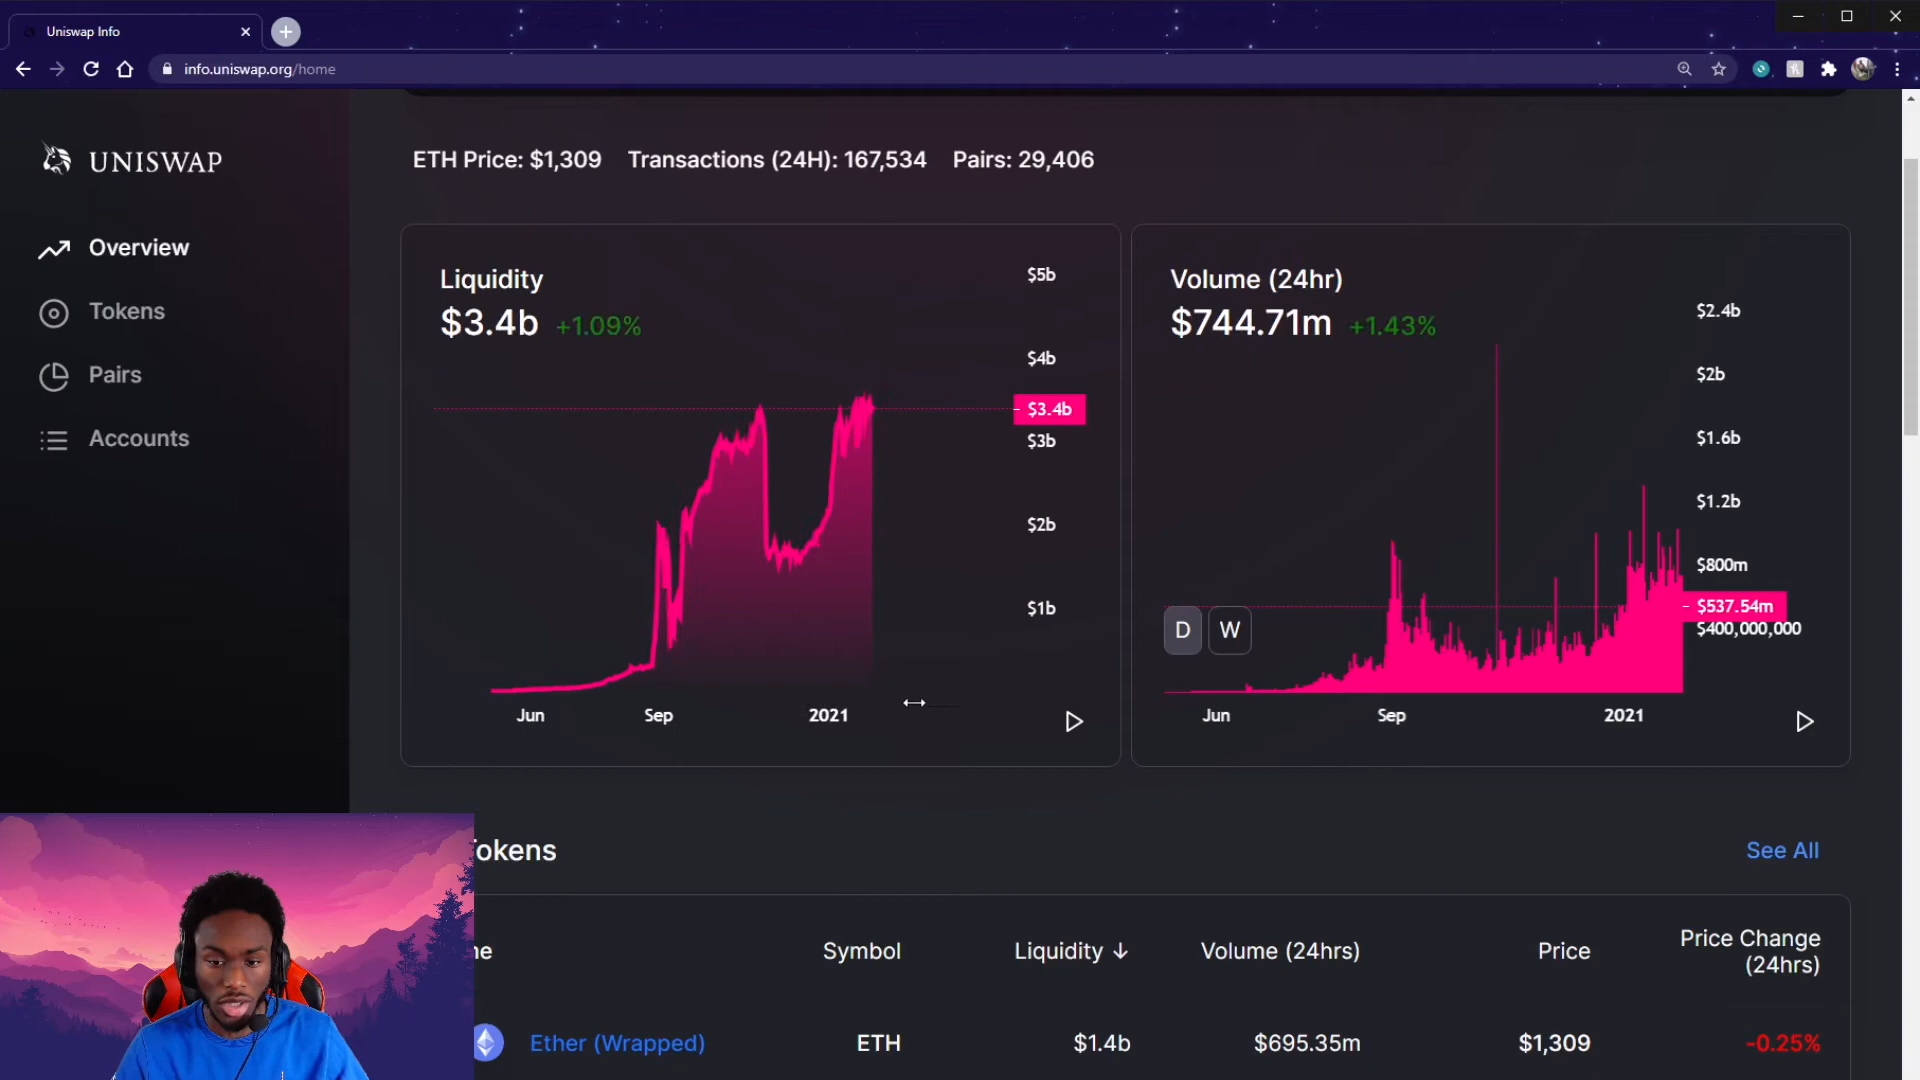 Uniswap Info
info.uniswap.org/home
UNISWAP
Overview
Tokens
Pairs
Accounts
ETH Price: $1,309 Transactions (24H): 167,534 Pairs: 29,406
Liquidity
$3.4b +1.09%
$5b
$4b
$3.4b
$3b
$2b
$1b
Jun Sep 2021
Volume (24hr)
$744.71m +1.43%
$2.4b
$2b
$1.6b
$1.2b
$800m
$537.54m
$400,000,000
D W
Jun Sep 2021
Tokens See All
ne Symbol Liquidity ↓ Volume (24hrs) Price Price Change
(24hrs)
Ether (Wrapped) ETH $1.4b $695.35m $1,309 -0.25%